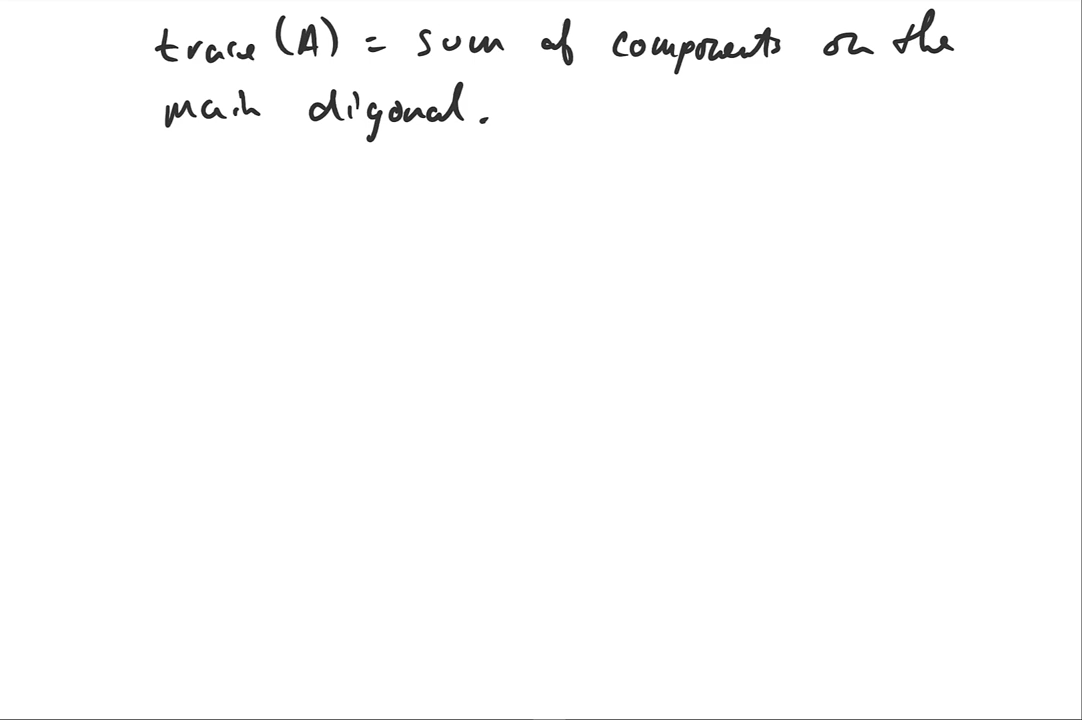 trace (A) = sum of components on the
main digonal.